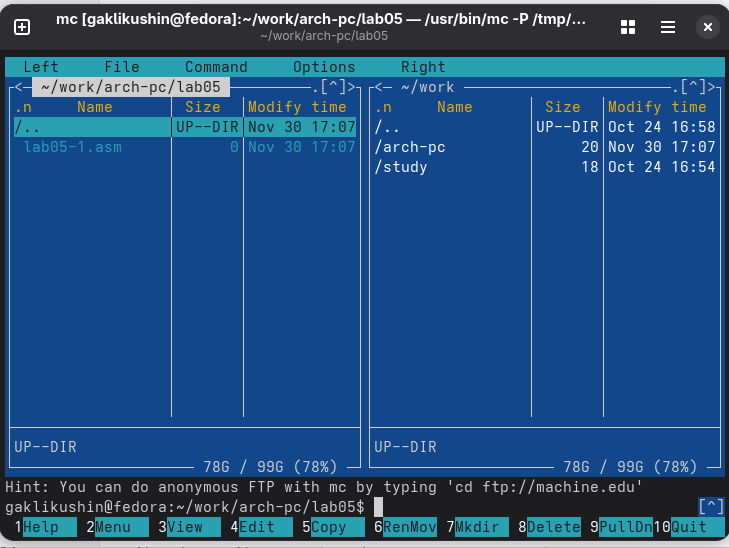 mc [gaklikushin@fedora]:~/work/arch-pc/lab05 — /usr/bin/mc -P /tmp/…
~/work/arch-pc/lab05
Left File Command Options Right
<─ ~/work/arch-pc/lab05 ─.[^]> <─ ~/work ─.[^]>
.n Name Size Modify time .n Name Size Modify time
/.. UP--DIR Nov 30 17:07 /.. UP--DIR Oct 24 16:58
lab05-1.asm 0 Nov 30 17:07 /arch-pc 20 Nov 30 17:07
/study 18 Oct 24 16:54
UP--DIR UP--DIR
78G / 99G (78%) 78G / 99G (78%)
Hint: You can do anonymous FTP with mc by typing 'cd ftp://machine.edu'
gaklikushin@fedora:~/work/arch-pc/lab05$ [^]
1Help 2Menu 3View 4Edit 5Copy 6RenMov 7Mkdir 8Delete 9PullDn 10Quit